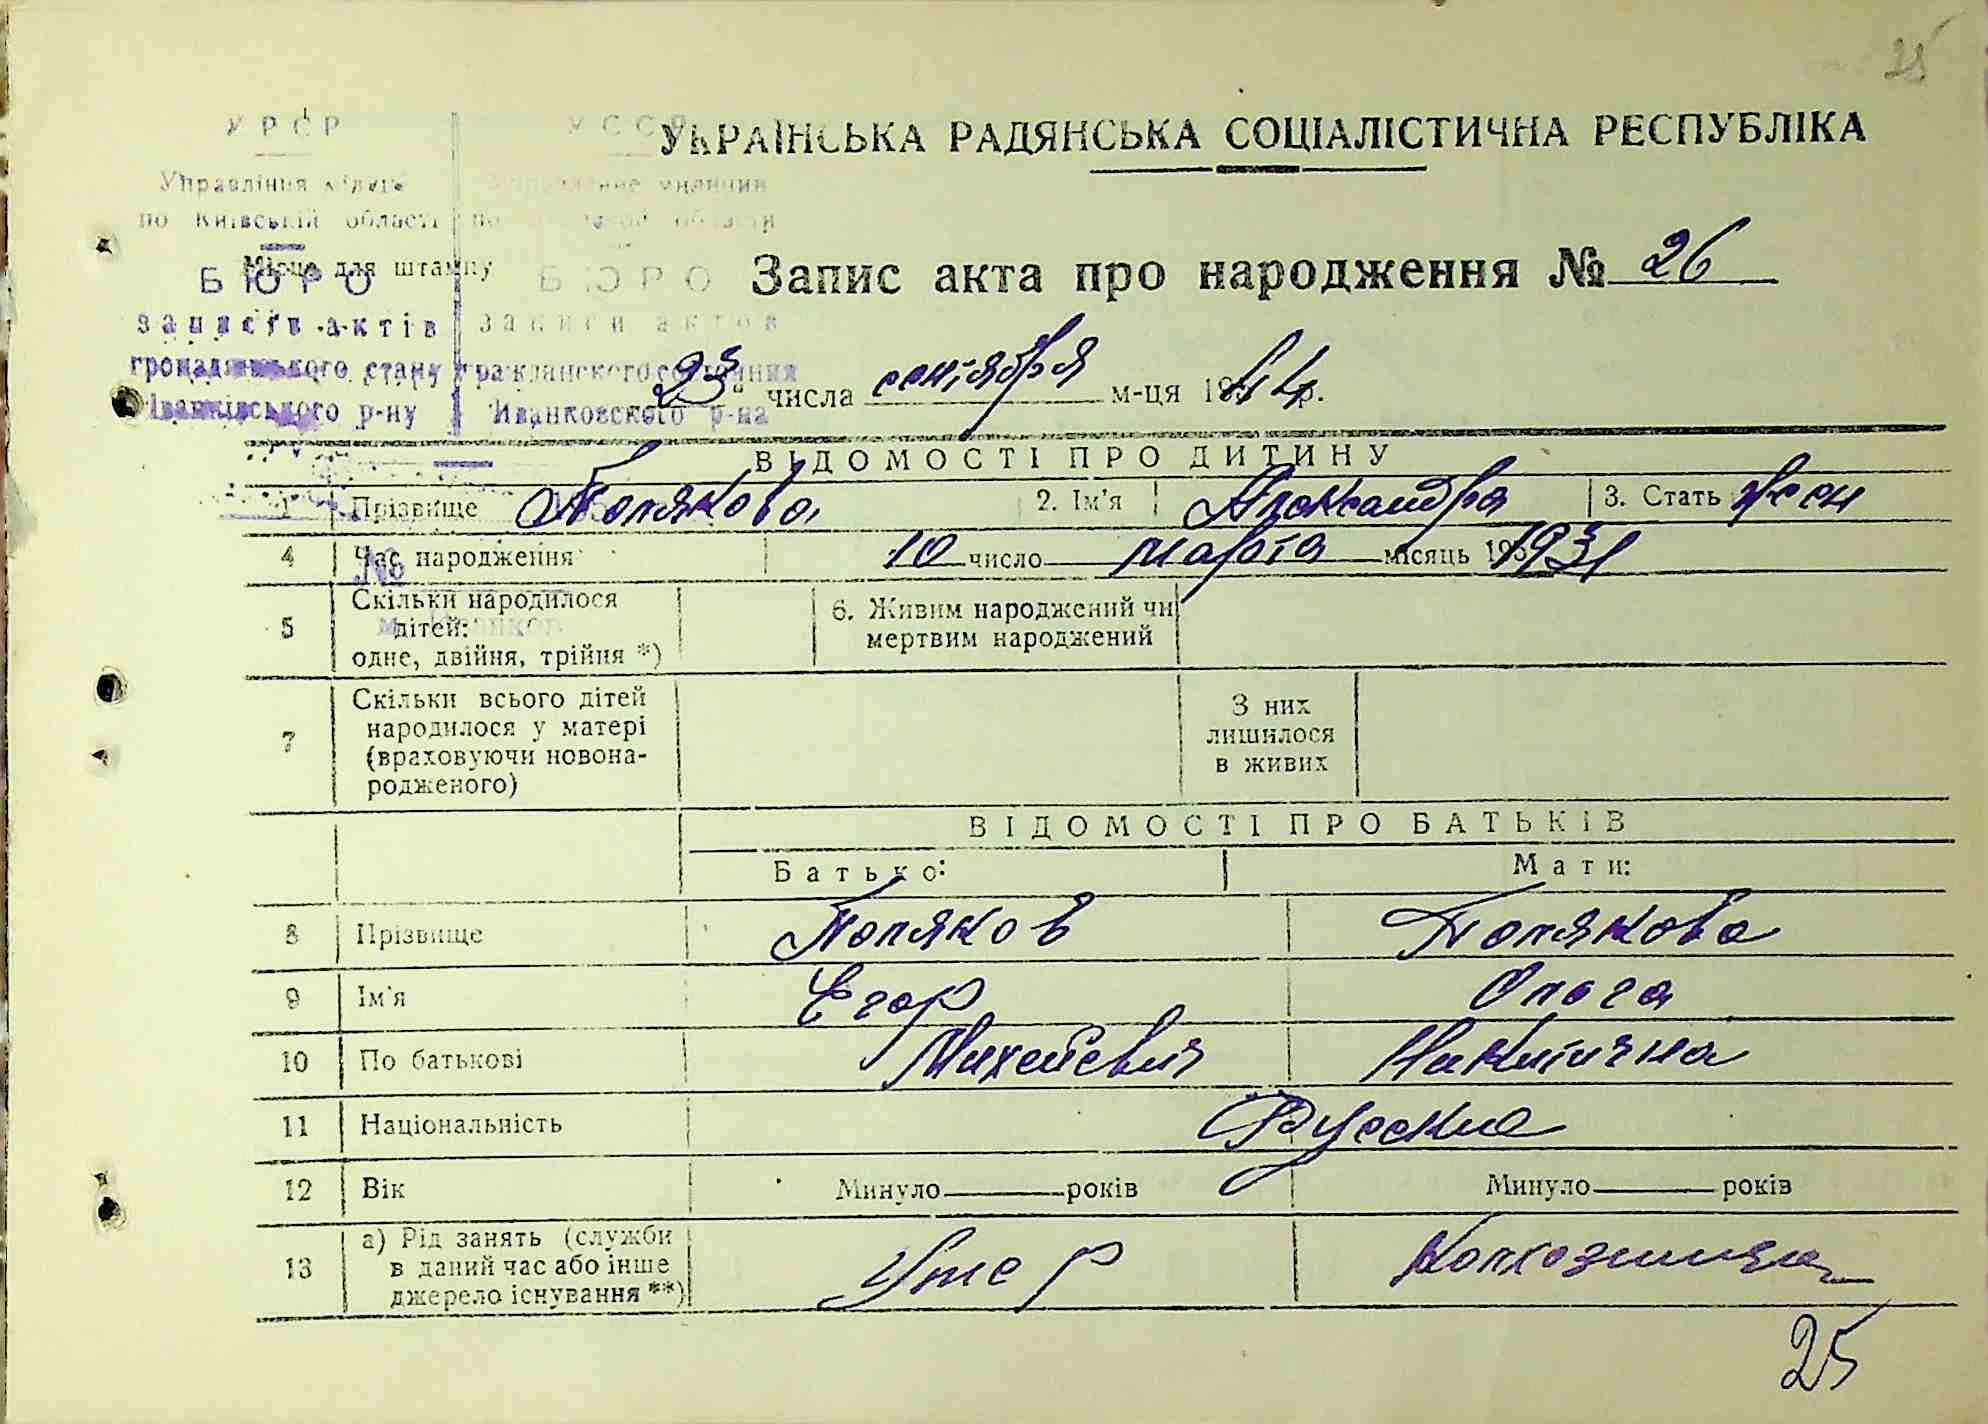 25
УРСР УССР
УКРАЇНСЬКА РАДЯНСЬКА СОЦІАЛІСТИЧНА РЕСПУБЛІКА
Управління міліції
по Київській області
Місце для штампу
БЮРО БЮРО
Запис акта про народження № 26
записів актів записи актов
громадянського стану гражданского состояния
Іванківського р-ну Иванковского р-на
"23" числа сентября м-ця 19 р.
ВІДОМОСТІ ПРО ДИТИНУ
1 Прізвище Полякова 2. Ім'я Александра 3. Стать жен
4 Час народження 10 число марта місяць 195 1931
№
5 Скільки народилося дітей: одне, двійня, трійня *) 6. Живим народжений чи мертвим народжений
7 Скільки всього дітей народилося у матері (враховуючи новонародженого) З них лишилося в живих
ВІДОМОСТІ ПРО БАТЬКІВ
Батько: Мати:
8 Прізвище Поляков Полякова
9 Ім'я Егор Ольга
10 По батькові Михеевич Никитична
11 Національність Русские
12 Вік Минуло років Минуло років
13 а) Рід занять (служби в даний час або інше джерело існування **) Умер Колхозница
25